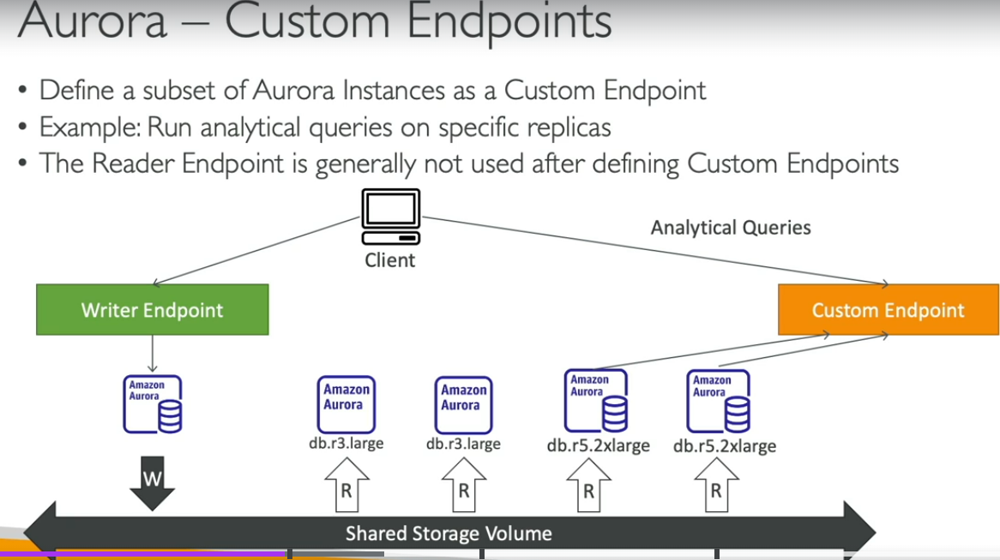 Aurora – Custom Endpoints
• Define a subset of Aurora Instances as a Custom Endpoint
• Example: Run analytical queries on specific replicas
• The Reader Endpoint is generally not used after defining Custom Endpoints
Client
Analytical Queries
Writer Endpoint
Custom Endpoint
Amazon
Aurora
Amazon
Aurora
Amazon
Aurora
Amazon
Aurora
Amazon
Aurora
db.r3.large
db.r3.large
db.r5.2xlarge
db.r5.2xlarge
W
R
R
R
R
Shared Storage Volume